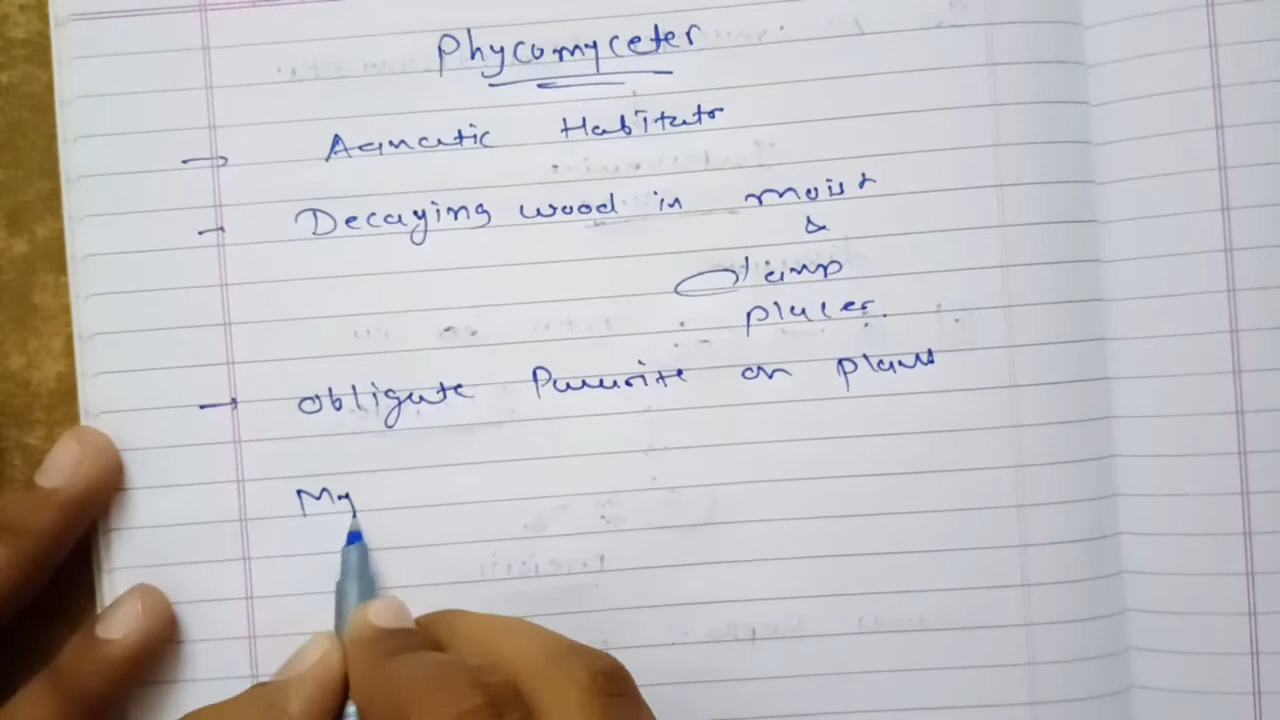 Phycomycetes
→ Aquatic Habitats
→ Decaying wood in moist
&
damp
places.
→ Obligate Parasite on plants
My